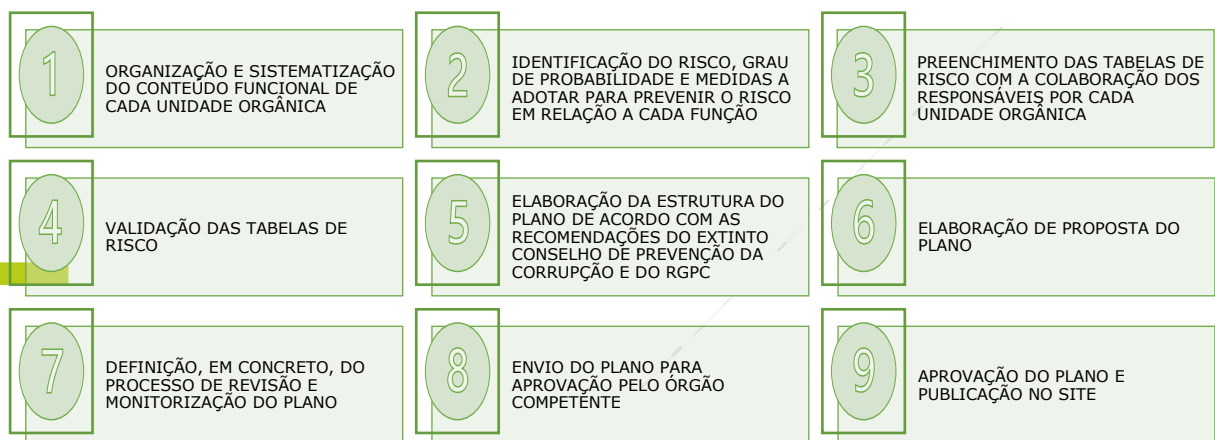 1
ORGANIZAÇÃO E SISTEMATIZAÇÃO
DO CONTEÚDO FUNCIONAL DE
CADA UNIDADE ORGÂNICA
2
IDENTIFICAÇÃO DO RISCO, GRAU
DE PROBABILIDADE E MEDIDAS A
ADOTAR PARA PREVENIR O RISCO
EM RELAÇÃO A CADA FUNÇÃO
3
PREENCHIMENTO DAS TABELAS DE
RISCO COM A COLABORAÇÃO DOS
RESPONSÁVEIS POR CADA
UNIDADE ORGÂNICA
4
VALIDAÇÃO DAS TABELAS DE
RISCO
5
ELABORAÇÃO DA ESTRUTURA DO
PLANO DE ACORDO COM AS
RECOMENDAÇÕES DO EXTINTO
CONSELHO DE PREVENÇÃO DA
CORRUPÇÃO E DO RGPC
6
ELABORAÇÃO DE PROPOSTA DO
PLANO
7
DEFINIÇÃO, EM CONCRETO, DO
PROCESSO DE REVISÃO E
MONITORIZAÇÃO DO PLANO
8
ENVIO DO PLANO PARA
APROVAÇÃO PELO ÓRGÃO
COMPETENTE
9
APROVAÇÃO DO PLANO E
PUBLICAÇÃO NO SITE